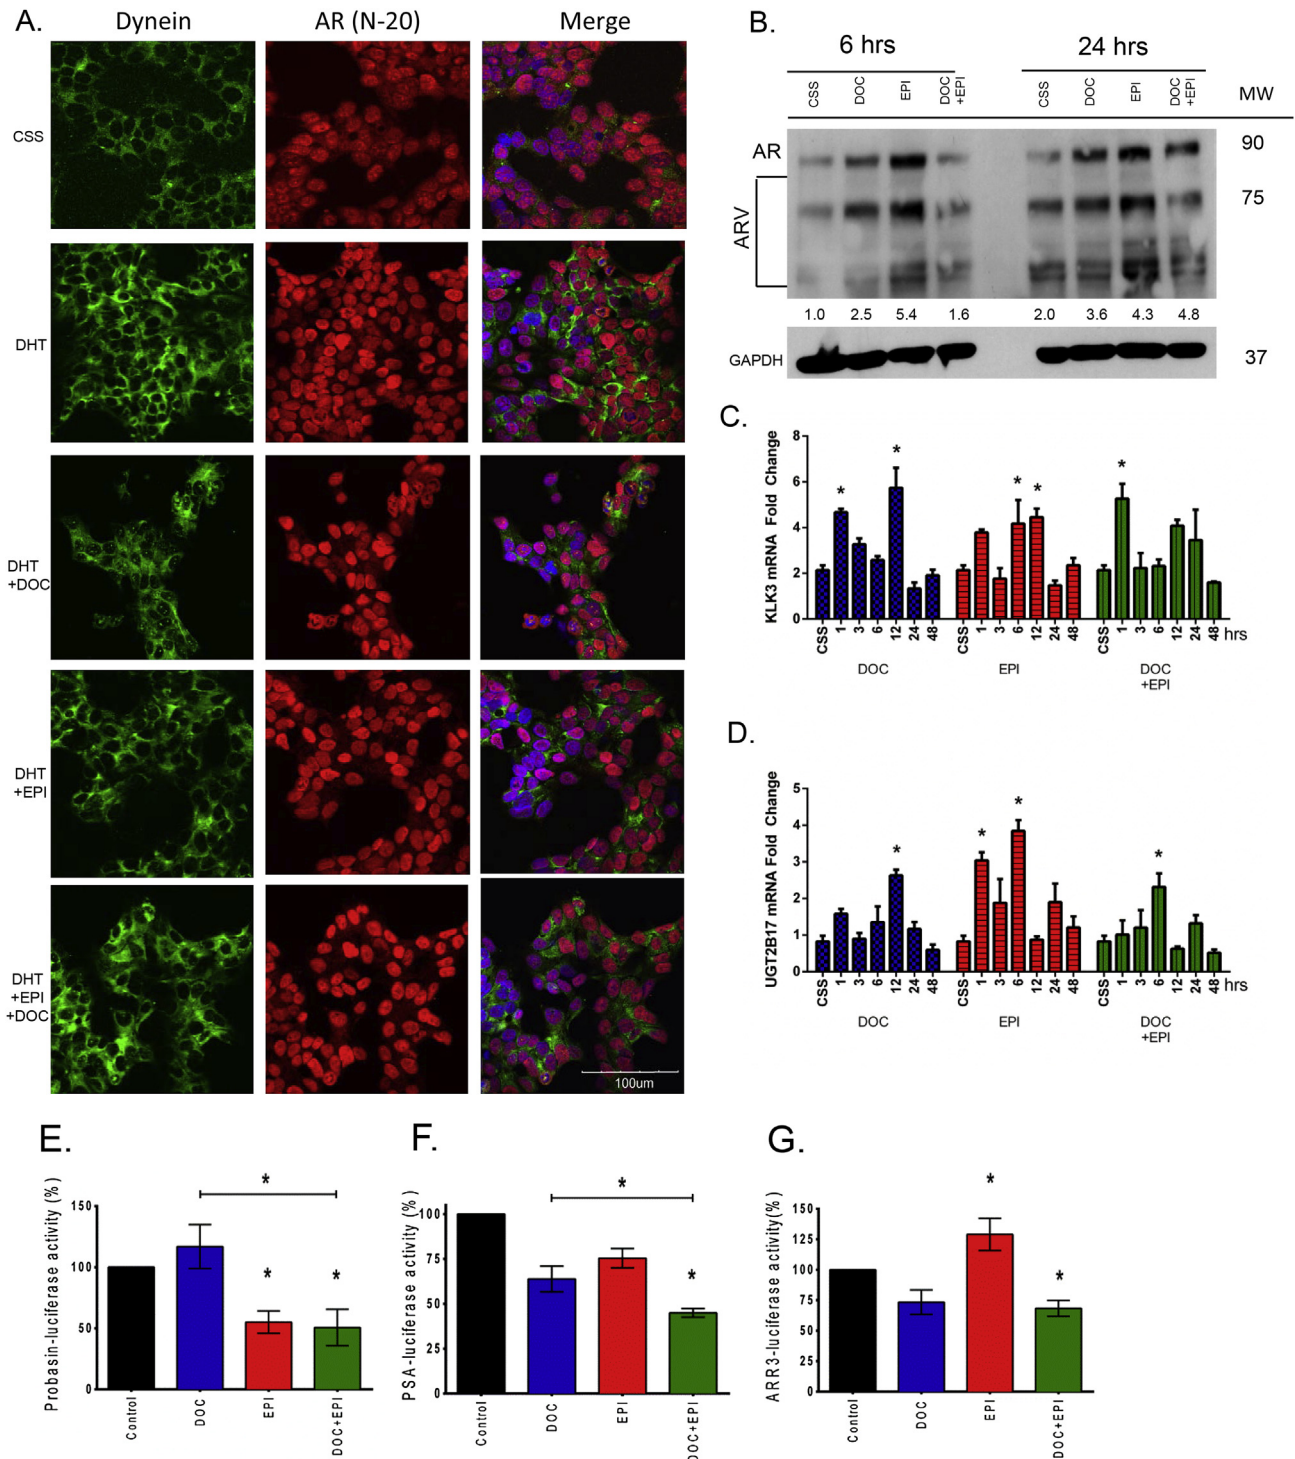 A.
Dynein
AR (N-20)
Merge
CSS
DHT
DHT
+DOC
DHT
+EPI
DHT
+EPI
+DOC
100um
B.
6 hrs
24 hrs
CSS
DOC
EPI
DOC
+EPI
CSS
DOC
EPI
DOC
+EPI
MW
AR
90
ARV
75
1.0 2.5 5.4 1.6 2.0 3.6 4.3 4.8
GAPDH
37
C.
KLK3 mRNA Fold Change
8
6
4
2
0
* * * * *
CSS 1 3 6 12 24 48 CSS 1 3 6 12 24 48 CSS 1 3 6 12 24 48 hrs
DOC
EPI
DOC
+EPI
D.
UGT2B17 mRNA Fold Change
5
4
3
2
1
0
* * * *
CSS 1 3 6 12 24 48 CSS 1 3 6 12 24 48 CSS 1 3 6 12 24 48 hrs
DOC
EPI
DOC
+EPI
E.
Probasin-luciferase activity (%)
150
100
50
0
*
* *
Control
DOC
EPI
DOC+EPI
F.
PSA-luciferase activity (%)
100
75
50
25
0
*
*
Control
DOC
EPI
DOC+EPI
G.
ARR3-luciferase activity(%)
150
125
100
75
50
25
0
*
*
Control
DOC
EPI
DOC+EPI